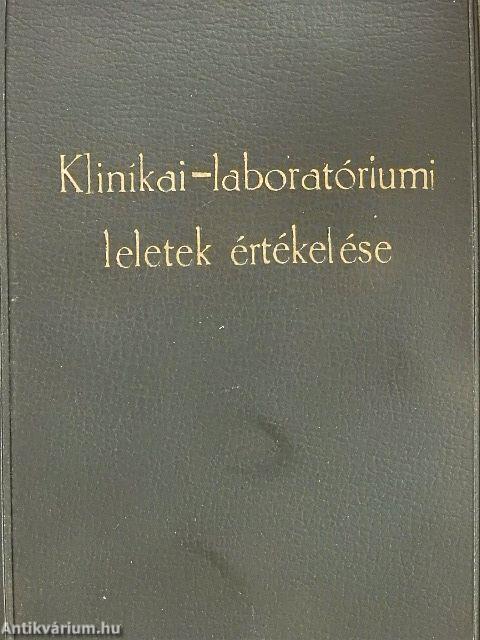 Klinikai-laboratóriumi
leletek értékelése
Antikvárium.hu